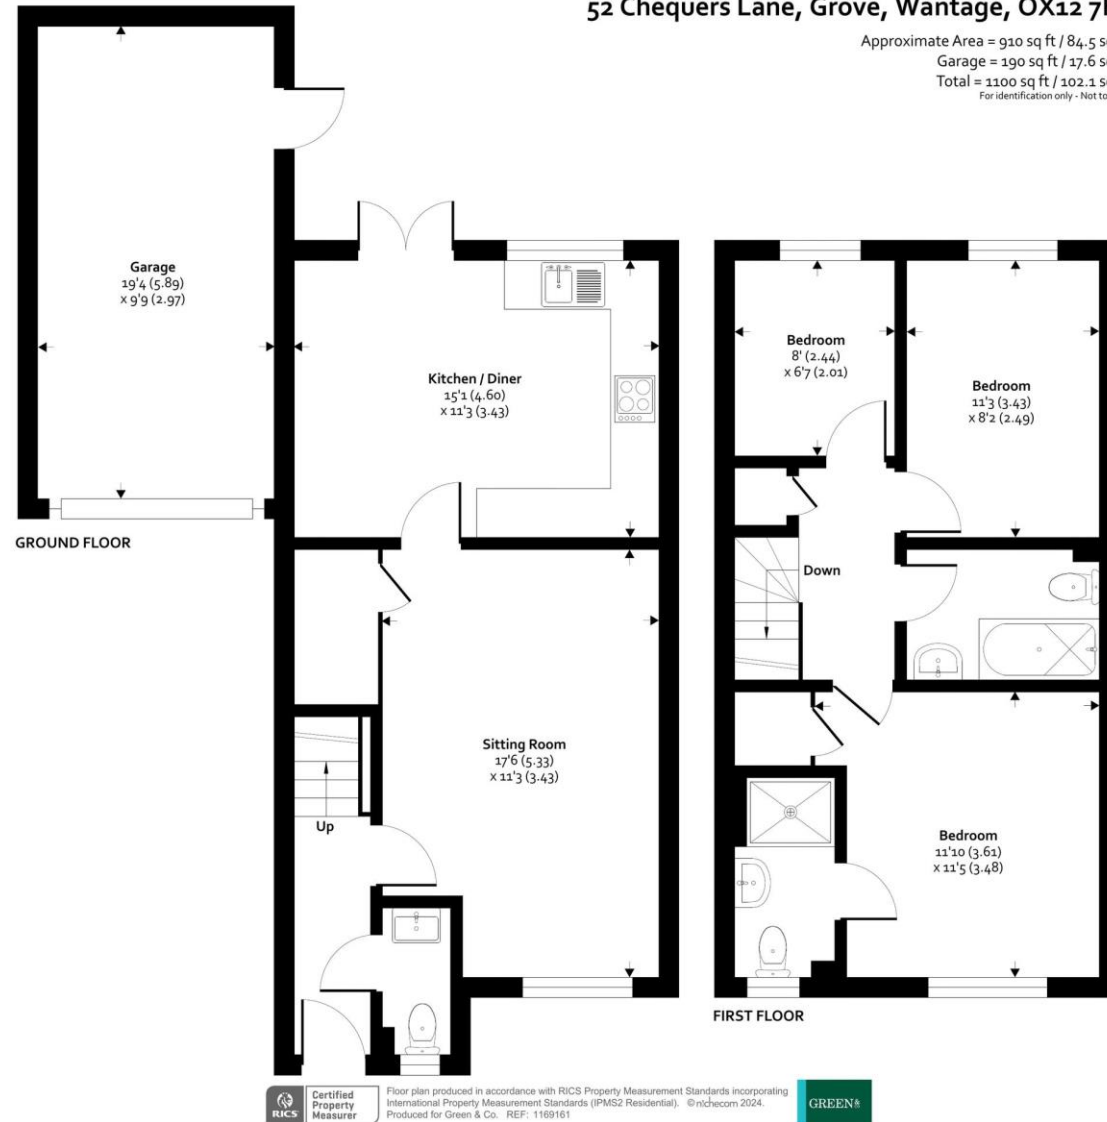 52 Chequers Lane, Grove, Wantage, OX12 7
Approximate Area = 910 sq ft / 84.5 s
Garage = 190 sq ft / 17.6 s
Total = 1100 sq ft / 102.1 s
For identification only - Not to
Garage
19'4 (5.89)
x 9'9 (2.97)
GROUND FLOOR
Kitchen / Diner
15'1 (4.60)
x 11'3 (3.43)
Bedroom
8' (2.44)
x 6'7 (2.01)
Bedroom
11'3 (3.43)
x 8'2 (2.49)
Down
Sitting Room
17'6 (5.33)
x 11'3 (3.43)
Up
Bedroom
11'10 (3.61)
x 11'5 (3.48)
FIRST FLOOR
RICS
Certified
Property
Measurer
Floor plan produced in accordance with RICS Property Measurement Standards incorporating
International Property Measurement Standards (IPMS2 Residential). © nichecom 2024.
Produced for Green & Co. REF: 1169161
GREEN&